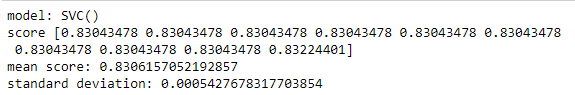 model: SVC()
score [0.83043478 0.83043478 0.83043478 0.83043478 0.83043478 0.83043478
 0.83043478 0.83043478 0.83043478 0.83224401]
mean score: 0.8306157052192857
standard deviation: 0.0005427678317703854